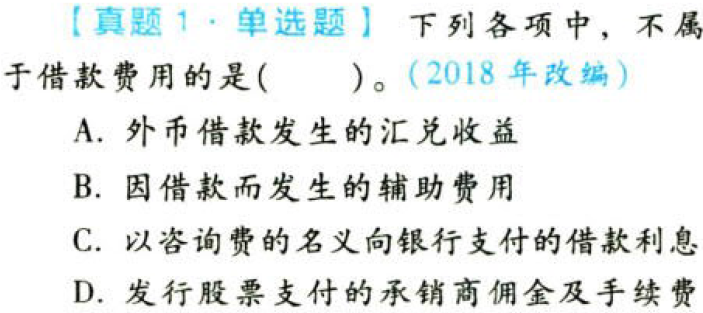 【真题1·单选题】 下列各项中，不属
于借款费用的是(　　)。(2018年改编)
A. 外币借款发生的汇兑收益
B. 因借款而发生的辅助费用
C. 以咨询费的名义向银行支付的借款利息
D. 发行股票支付的承销商佣金及手续费